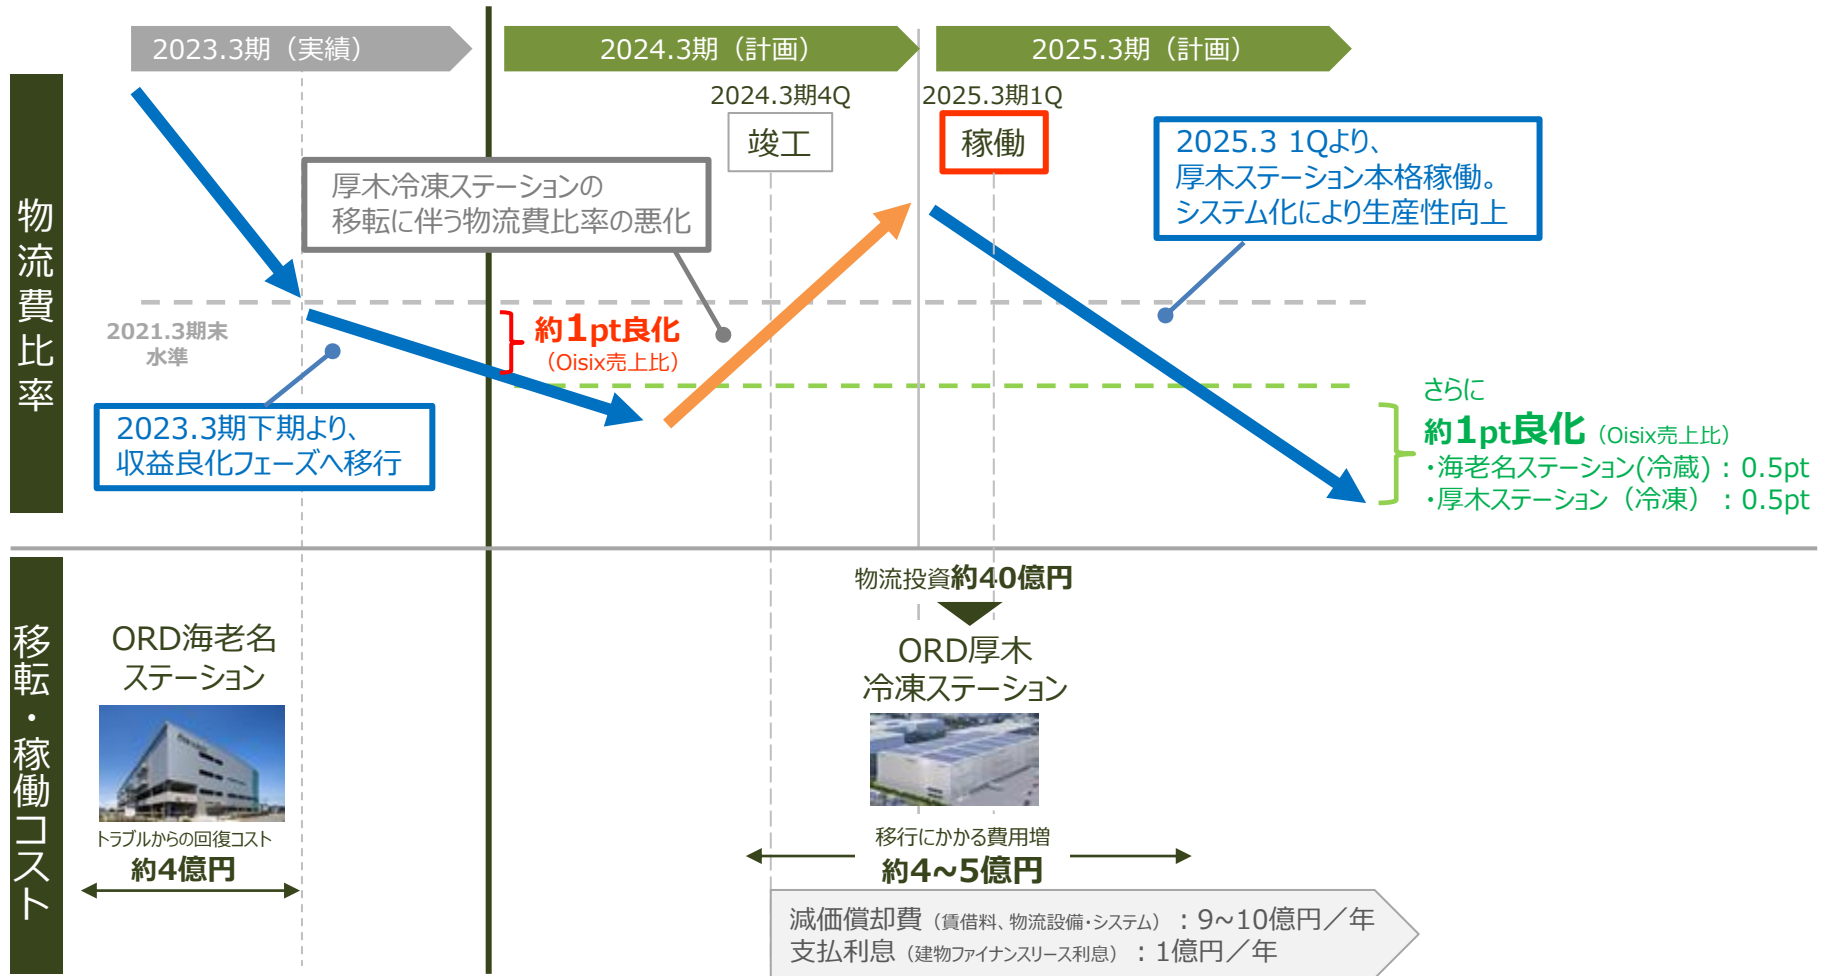 2023.3期（実績）
2024.3期（計画）
2025.3期（計画）
物流費比率
2024.3期4Q
竣工
2025.3期1Q
稼働
2025.3 1Qより、
厚木ステーション本格稼働。
システム化により生産性向上
厚木冷凍ステーションの
移転に伴う物流費比率の悪化
2021.3期末
水準
約1pt良化
（Oisix売上比）
2023.3期下期より、
収益良化フェーズへ移行
さらに
約1pt良化（Oisix売上比）
・海老名ステーション(冷蔵)：0.5pt
・厚木ステーション（冷凍）：0.5pt
移転・稼働コスト
ORD海老名
ステーション
トラブルからの回復コスト
約4億円
物流投資約40億円
ORD厚木
冷凍ステーション
移行にかかる費用増
約4~5億円
減価償却費（賃借料、物流設備・システム）：9~10億円／年
支払利息（建物ファイナンスリース利息）：1億円／年